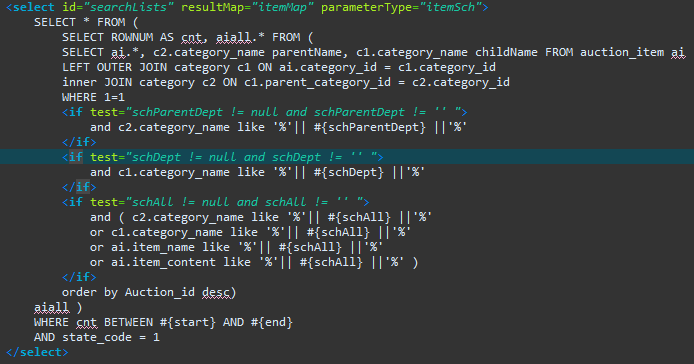 <select id="searchLists" resultMap="itemMap" parameterType="itemSch">
SELECT * FROM (
SELECT ROWNUM AS cnt, aiall.* FROM (
SELECT ai.*, c2.category_name parentName, c1.category_name childName FROM auction_item ai
LEFT OUTER JOIN category c1 ON ai.category_id = c1.category_id
inner JOIN category c2 ON c1.parent_category_id = c2.category_id
WHERE 1=1
<if test="schParentDept != null and schParentDept != '' ">
and c2.category_name like '%'|| #{schParentDept} ||'%'
</if>
<if test="schDept != null and schDept != '' ">
and c1.category_name like '%'|| #{schDept} ||'%'
</if>
<if test="schAll != null and schAll != '' ">
and ( c2.category_name like '%'|| #{schAll} ||'%'
or c1.category_name like '%'|| #{schAll} ||'%'
or ai.item_name like '%'|| #{schAll} ||'%'
or ai.item_content like '%'|| #{schAll} ||'%' )
</if>
order by Auction_id desc)
aiall )
WHERE cnt BETWEEN #{start} AND #{end}
AND state_code = 1
</select>